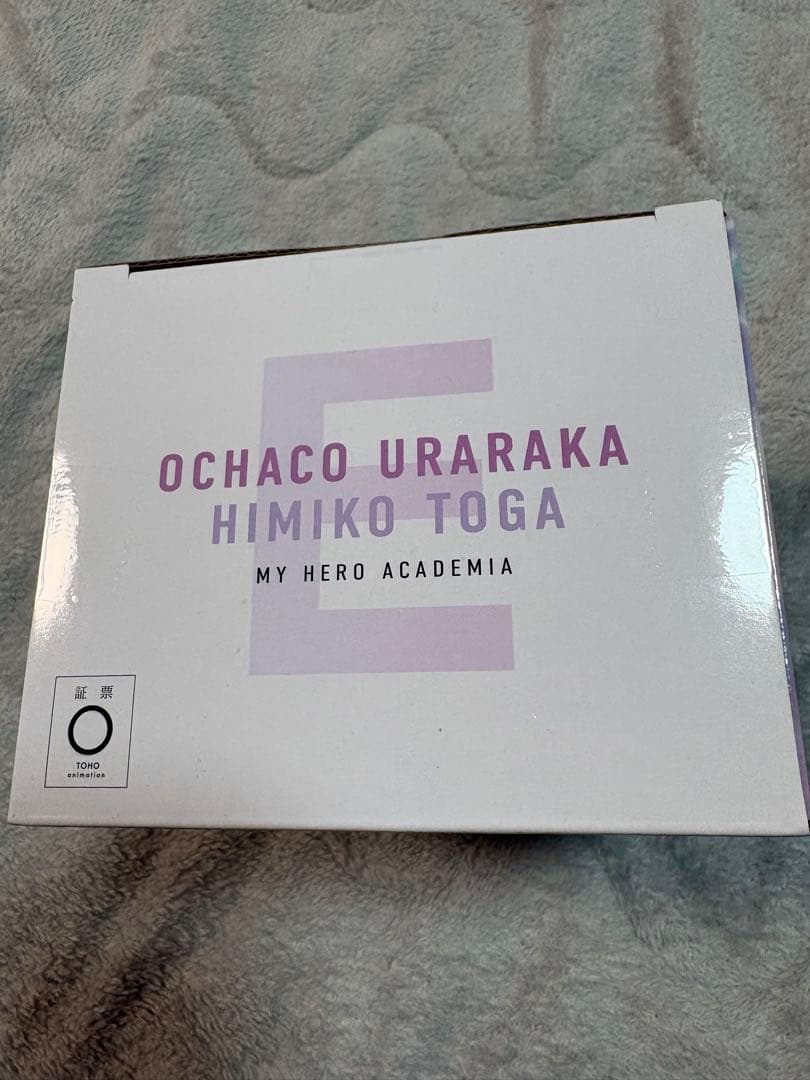 E
OCHACO URARAKA
HIMIKO TOGA
MY HERO ACADEMIA
証 票
TOHO
animation